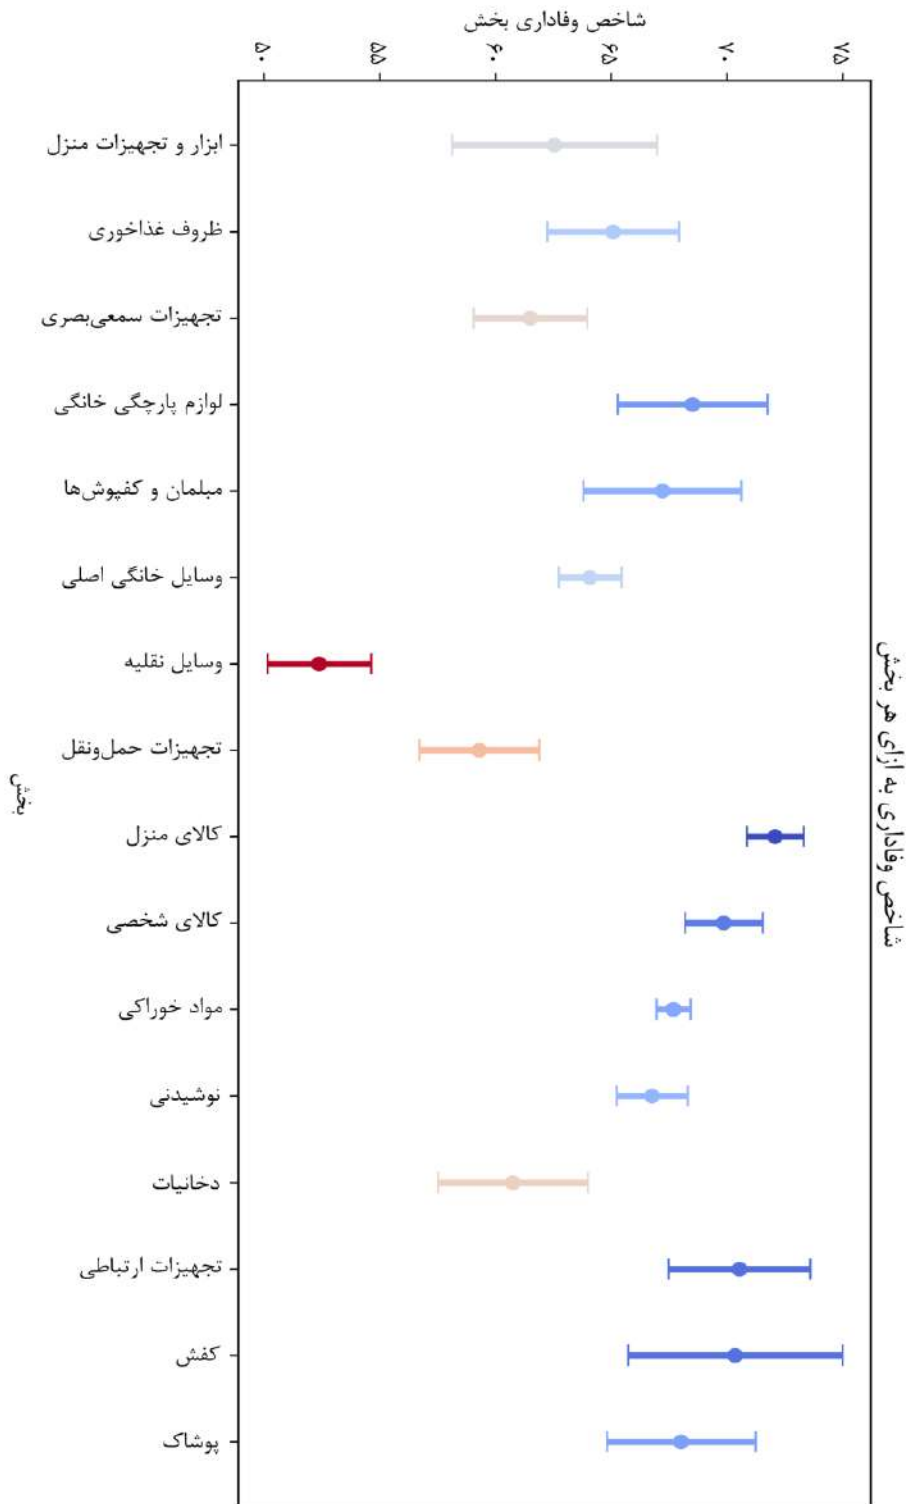 شاخص وفاداری بخش
۵۰
۵۵
۶۰
۶۵
۷۰
۷۵
ابزار و تجهیزات منزل
ظروف غذاخوری
تجهیزات سمعی‌بصری
لوازم پارچگی خانگی
مبلمان و کفپوش‌ها
وسایل خانگی اصلی
وسایل نقلیه
تجهیزات حمل‌ونقل
کالای منزل
کالای شخصی
مواد خوراکی
نوشیدنی
دخانیات
تجهیزات ارتباطی
کفش
پوشاک
بخش
شاخص وفاداری به ازای هر بخش